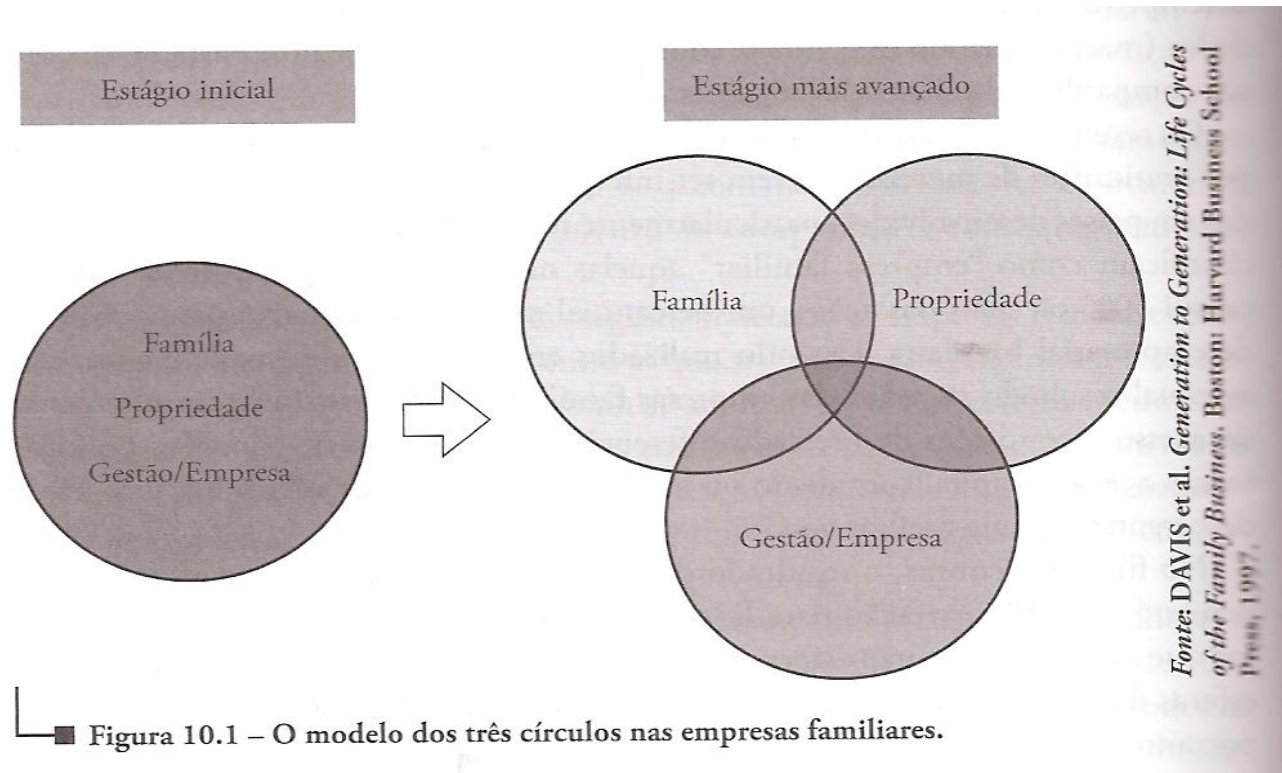 Estágio inicial
Estágio mais avançado
Família
Propriedade
Gestão/Empresa
Família
Propriedade
Gestão/Empresa
Fonte: DAVIS et al. Generation to Generation: Life Cycles
of the Family Business. Boston: Harvard Business School
Press, 1997.
Figura 10.1 – O modelo dos três círculos nas empresas familiares.